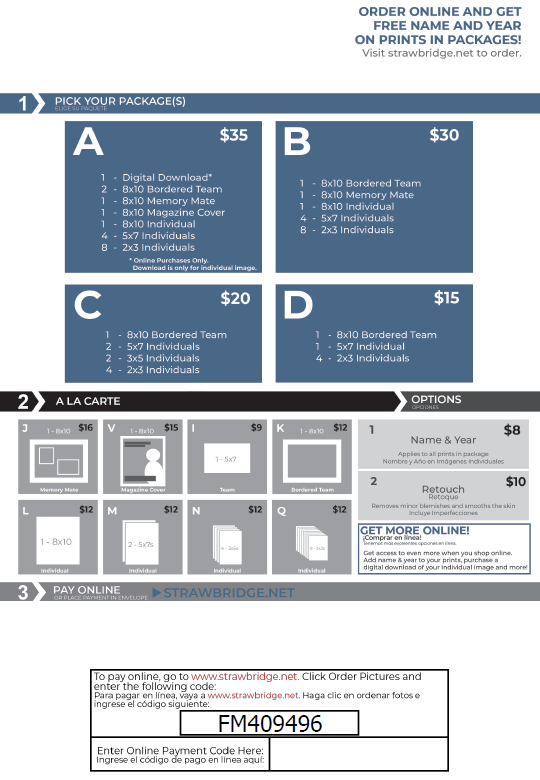 ORDER ONLINE AND GET
FREE NAME AND YEAR
ON PRINTS IN PACKAGES!
Visit strawbridge.net to order.
1 PICK YOUR PACKAGE(S)
ELIGE SU PAQUETE
A $35
1 - Digital Download*
2 - 8x10 Bordered Team
1 - 8x10 Memory Mate
1 - 8x10 Magazine Cover
1 - 8x10 Individual
4 - 5x7 Individuals
8 - 2x3 Individuals
* Online Purchases Only.
Download is only for individual image.
B $30
1 - 8x10 Bordered Team
1 - 8x10 Memory Mate
1 - 8x10 Individual
4 - 5x7 Individuals
8 - 2x3 Individuals
C $20
1 - 8x10 Bordered Team
2 - 5x7 Individuals
2 - 3x5 Individuals
4 - 2x3 Individuals
D $15
1 - 8x10 Bordered Team
1 - 5x7 Individual
4 - 2x3 Individuals
2 A LA CARTE
J $16
1 - 8x10
Memory Mate
V $15
1 - 8x10
Magazine Cover
I $9
1 - 5x7
Team
K $12
1 - 8x10
Bordered Team
L $12
1 - 8x10
Individual
M $12
2 - 5x7s
Individual
N $12
Individual
Q $12
Individual
OPTIONS
OPCIONES
1 $8
Name & Year
Applies to all prints in package
Nombre y Año en imágenes individuales
2 $10
Retouch
Retoque
Removes minor blemishes and smooths the skin
Incluye Imperfecciones
GET MORE ONLINE!
¡Comprar en línea!
Tenemos más excelentes opciones en línea.
Get access to even more when you shop online.
Add name & year to your prints, purchase a
digital download of your individual image and more!
3 PAY ONLINE
OR PLACE PAYMENT IN ENVELOPE
STRAWBRIDGE.NET
To pay online, go to www.strawbridge.net. Click Order Pictures and
enter the following code:
Para pagar en línea, vaya a www.strawbridge.net. Haga clic en ordenar fotos e
ingrese el código siguiente:
FM409496
Enter Online Payment Code Here:
Ingrese el código de pago en línea aquí: